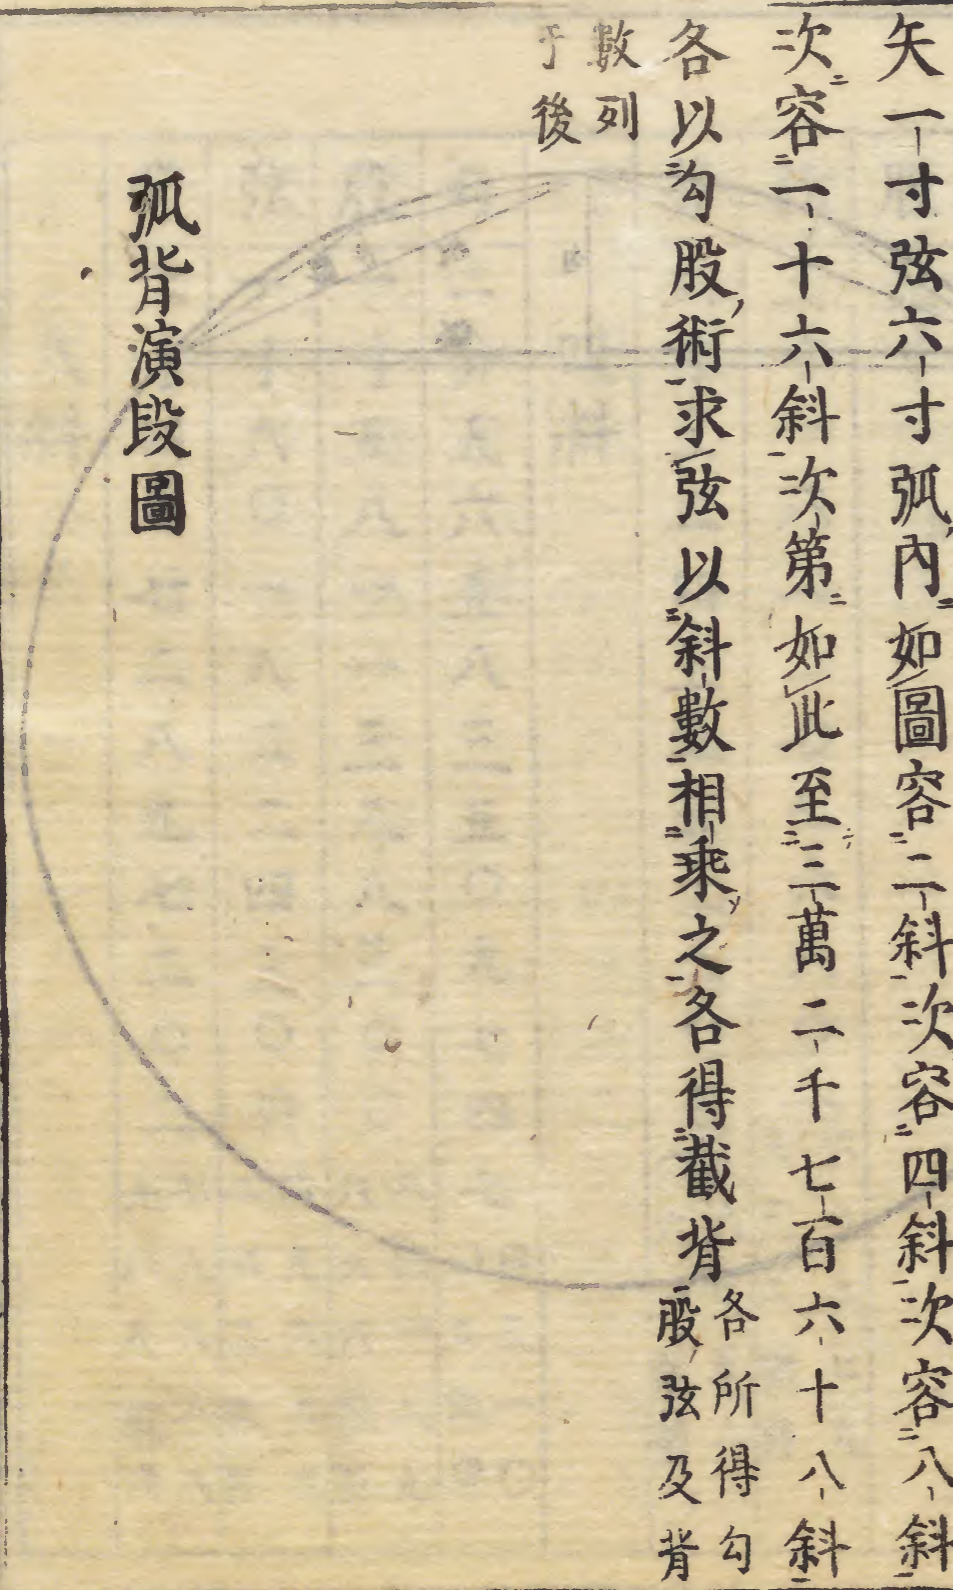 矢一寸弦六寸弧內如圖容二斜次容四斜次容八斜
次容一十六斜次第如此至三萬二千七百六十八斜
各以勾股術求弦以斜數相乘之各得截背
各所得勾
股弦及背
數列
于後
弧背演段圖